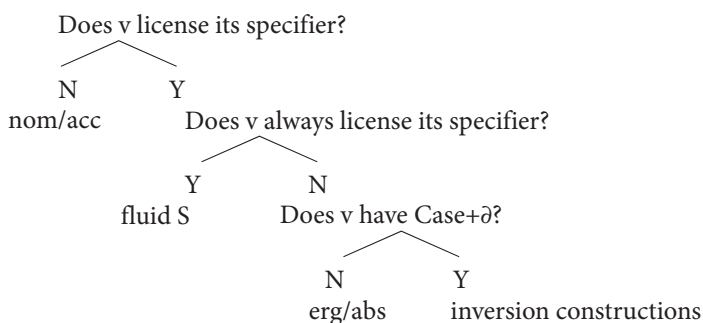 Does v license its specifier?
N Y
nom/acc Does v always license its specifier?
Y N
fluid S Does v have Case+∂?
N Y
erg/abs inversion constructions